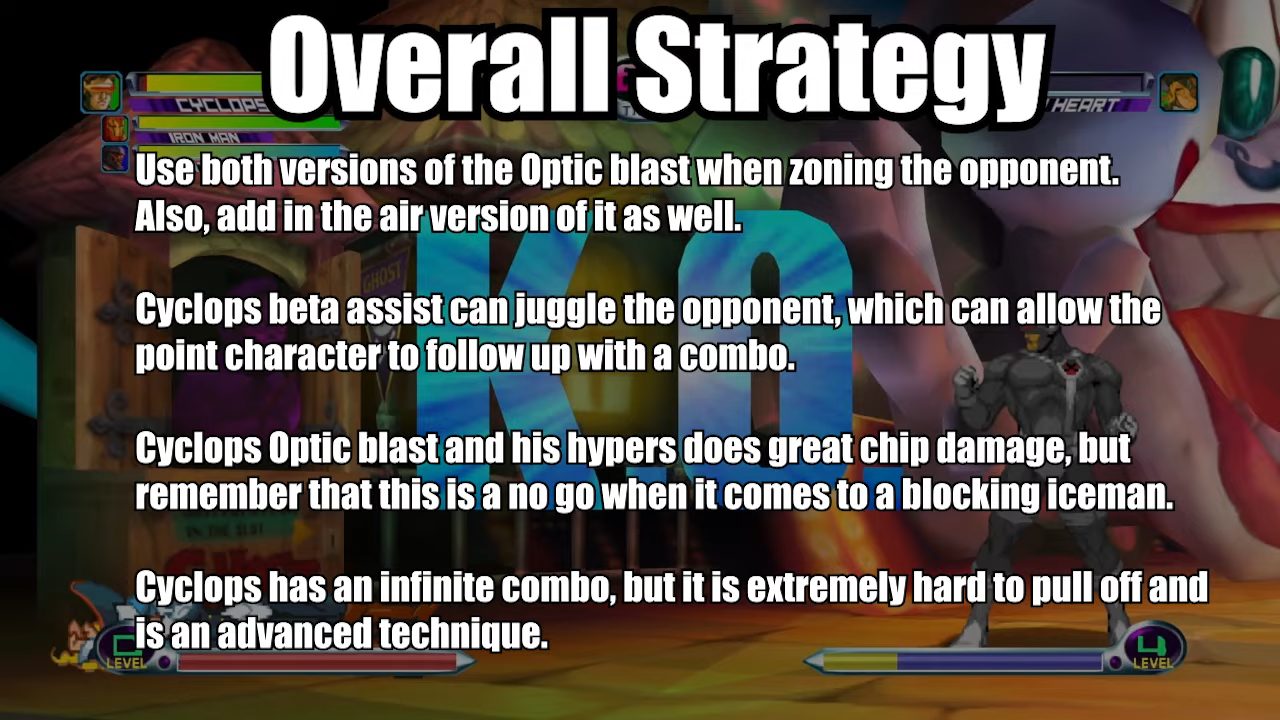 Overall Strategy
CYCLOPS
HEART
IRON MAN
Use both versions of the Optic blast when zoning the opponent.
Also, add in the air version of it as well.
GHOST
K.O.
Cyclops beta assist can juggle the opponent, which can allow the
point character to follow up with a combo.
Cyclops Optic blast and his hypers does great chip damage, but
remember that this is a no go when it comes to a blocking iceman.
Cyclops has an infinite combo, but it is extremely hard to pull off and
is an advanced technique.
LEVEL
4
LEVEL